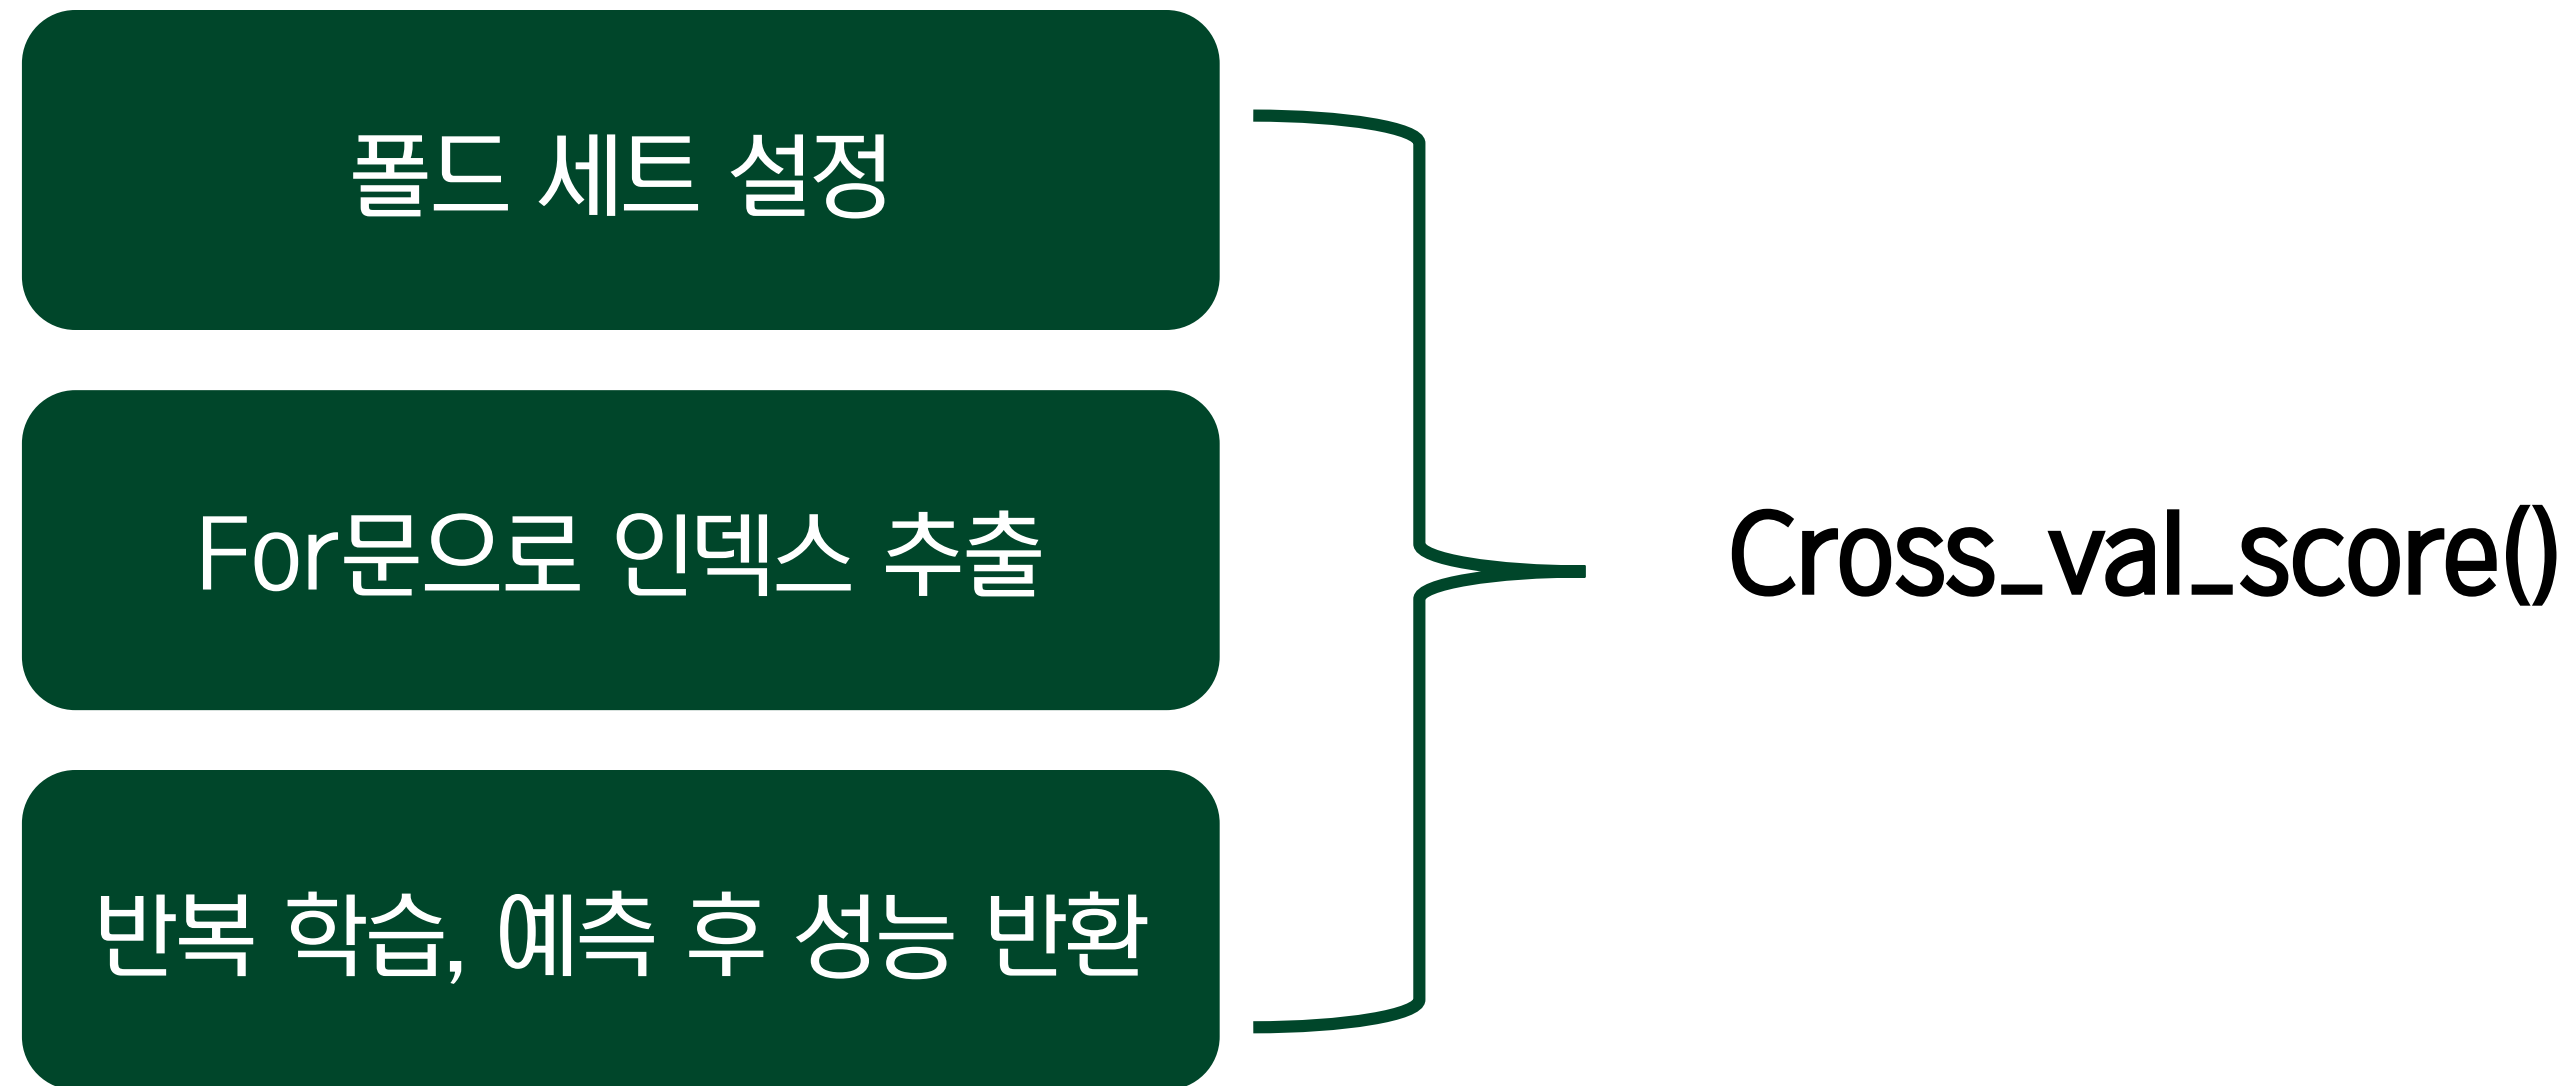 폴드 세트 설정
For문으로 인덱스 추출
반복 학습, 예측 후 성능 반환
Cross_val_score()